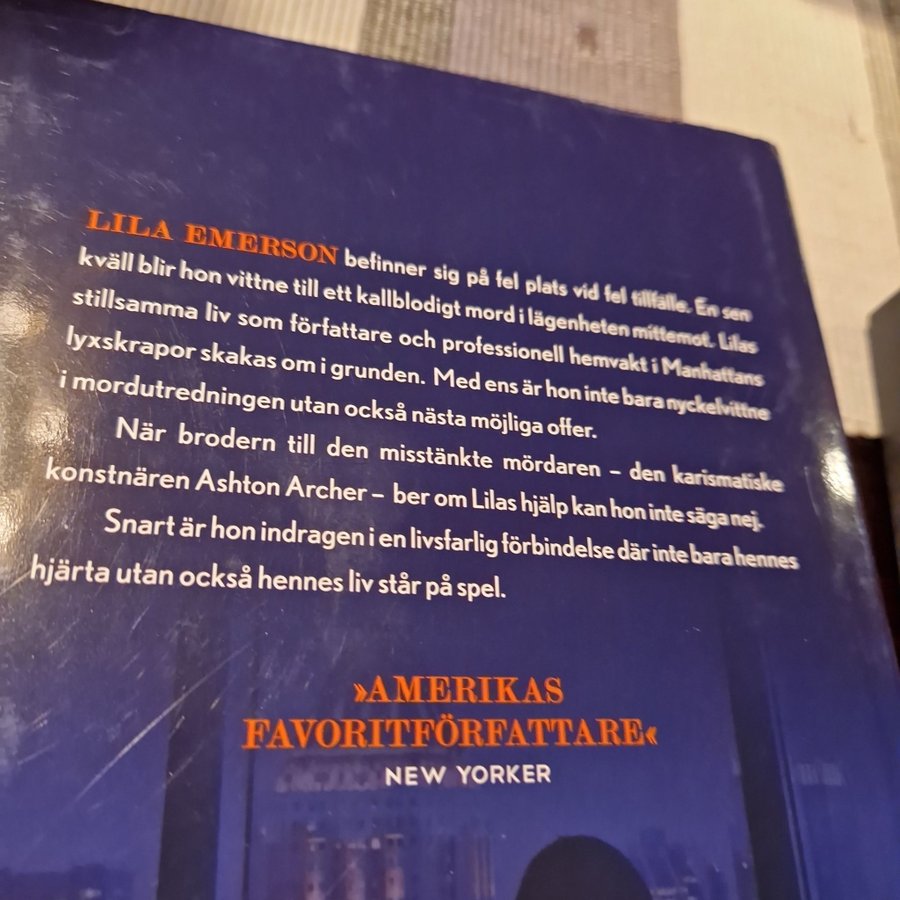 LILA EMERSON befinner sig på fel plats vid fel tillfälle. En sen
kväll blir hon vittne till ett kallblodigt mord i lägenheten mittemot. Lilas
stillsamma liv som författare och professionell hemvakt i Manhattans
lyxskrapor skakas om i grunden. Med ens är hon inte bara nyckelvittne
i mordutredningen utan också nästa möjliga offer.
När brodern till den misstänkte mördaren – den karismatiske
konstnären Ashton Archer – ber om Lilas hjälp kan hon inte säga nej.
Snart är hon indragen i en livsfarlig förbindelse där inte bara hennes
hjärta utan också hennes liv står på spel.
»AMERIKAS
FAVORITFÖRFATTARE«
NEW YORKER